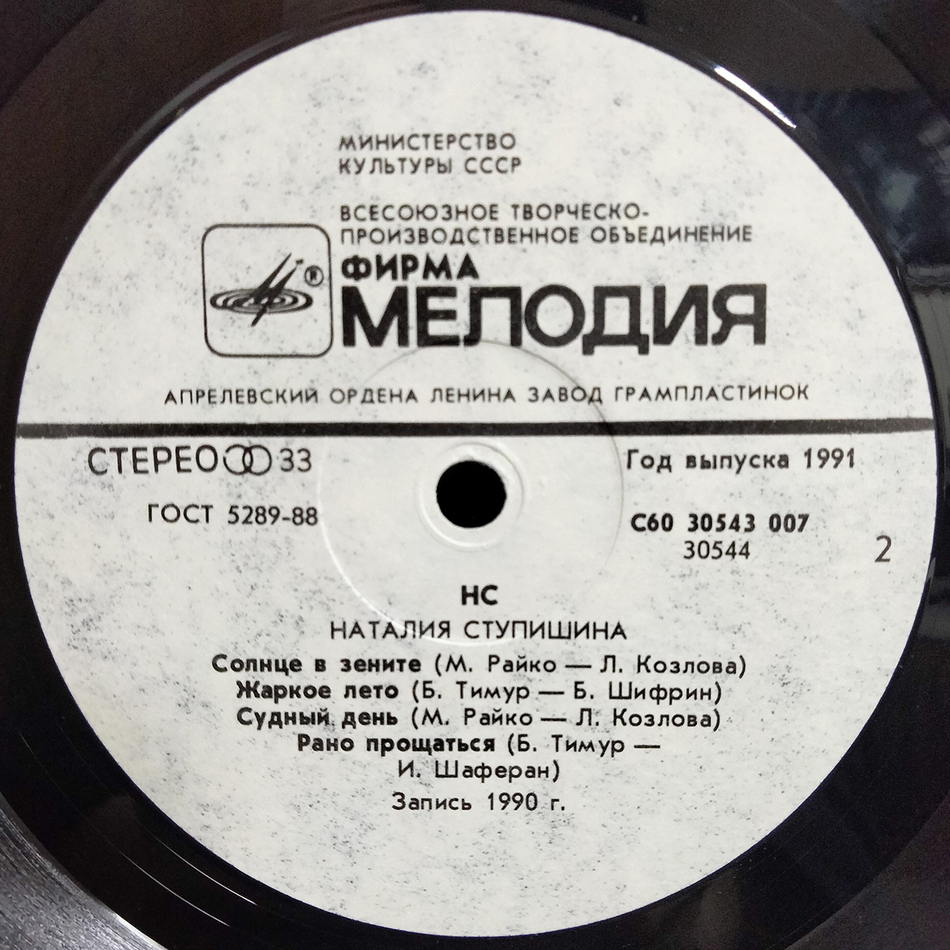 МИНИСТЕРСТВО
КУЛЬТУРЫ СССР
ВСЕСОЮЗНОЕ ТВОРЧЕСКО-
ПРОИЗВОДСТВЕННОЕ ОБЪЕДИНЕНИЕ
ФИРМА
®
МЕЛОДИЯ
АПРЕЛЕВСКИЙ ОРДЕНА ЛЕНИНА ЗАВОД ГРАМПЛАСТИНОК
СТЕРЕО 33
Год выпуска 1991
ГОСТ 5289-88
С60 30543 007
30544
2
НС
НАТАЛИЯ СТУПИШИНА
Солнце в зените (М. Райко — Л. Козлова)
Жаркое лето (Б. Тимур — Б. Шифрин)
Судный день (М. Райко — Л. Козлова)
Рано прощаться (Б. Тимур —
И. Шаферан)
Запись 1990 г.